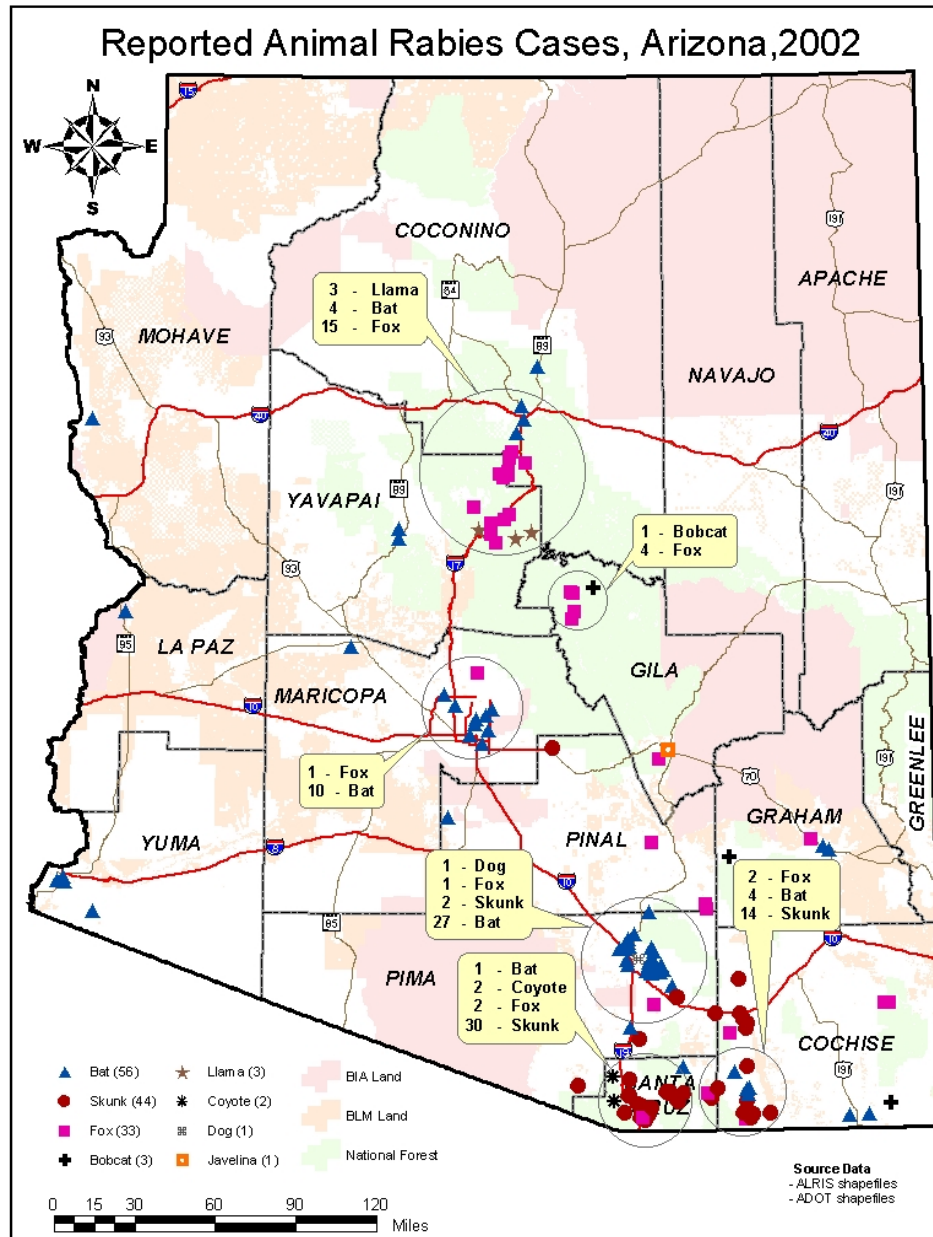 Reported Animal Rabies Cases, Arizona,2002
N
W E
S
15
COCONINO
191
APACHE
3 - Llama
4 - Bat
15 - Fox
64
93
MOHAVE
89
NAVAJO
40
40
YAVAPAI
89
191
1 - Bobcat
4 - Fox
17
93
95
LA PAZ
GILA
MARICOPA
10
GREENLEE
191
70
1 - Fox
10 - Bat
GRAHAM
YUMA
8
PINAL
1 - Dog
1 - Fox
2 - Skunk
27 - Bat
10
2 - Fox
4 - Bat
14 - Skunk
85
10
PIMA
1 - Bat
2 - Coyote
2 - Fox
30 - Skunk
19
COCHISE
191
SANTA
CRUZ
Bat (56)
Llama (3)
BIA Land
Skunk (44)
Coyote (2)
BLM Land
Fox (33)
Dog (1)
National Forest
Bobcat (3)
Javelina (1)
Source Data
- ALRIS shapefiles
- ADOT shapefiles
0 30 60 90 120
Miles